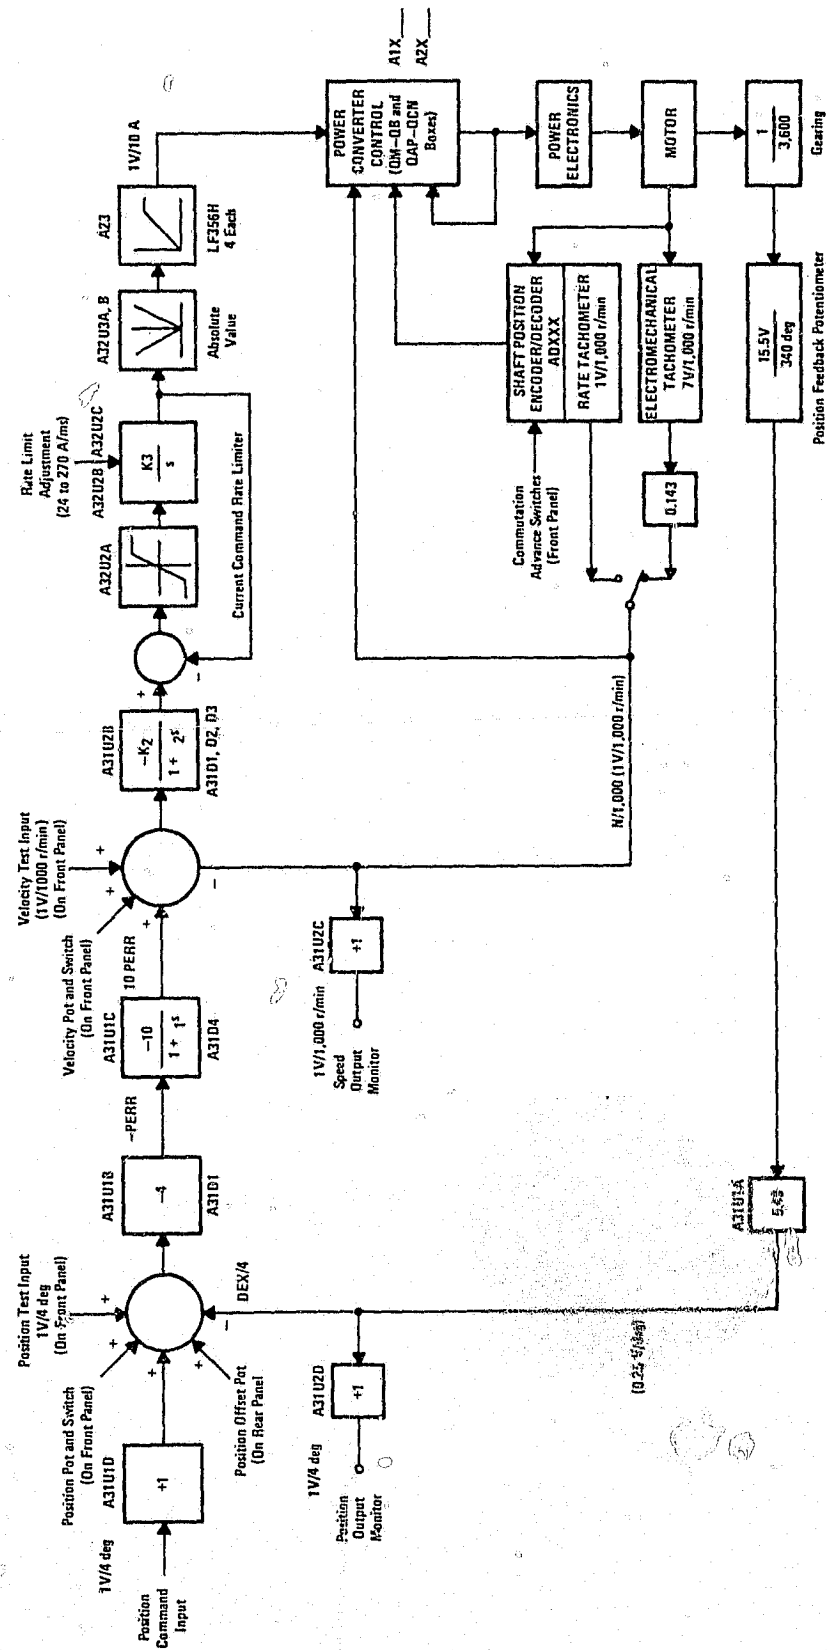 Position
Command
Input
1V/4 deg
A31U1D
+1
Position Pot and Switch
(On Front Panel)
Position Test Input
1V/4 deg
(On Front Panel)
+
+
+
+
−
Position Offset Pot
(On Rear Panel)
DEX/4
A31U1B
−4
A31D1
−PERR
A31U1C
−10
1 + 1s
A31D4
10 PERR
Velocity Pot and Switch
(On Front Panel)
Velocity Test Input
(1V/1000 r/min)
(On Front Panel)
+
+
+
−
A31U2B
−K2
1 + 2s
A31D1, D2, D3
+
−
A32U2A
Rate Limit
Adjustment
(24 to 270 A/ms)
A32U2B A32U2C
K3
s
Current Command Rate Limiter
A32U3A, B
Absolute
Value
A23
LF356H
4 Each
1V/10 A
Position
Output
Monitor
1V/4 deg
A31U2D
+1
Speed
Output
Monitor
1V/1,000 r/min
A31U2C
+1
N/1,000 (1V/1,000 r/min)
Commutation
Advance Switches
(Front Panel)
SHAFT POSITION
ENCODER/DECODER
ADXXX
RATE TACHOMETER
1V/1,000 r/min
ELECTROMECHANICAL
TACHOMETER
7V/1,000 r/min
0.143
POWER
CONVERTER
CONTROL
(QM–QB and
QAP–QCN
Boxes)
A1X__
A2X__
POWER
ELECTRONICS
MOTOR
1
3,600
Gearing
15.5V
340 deg
Position Feedback Potentiometer
A31U1A
5.48
(0.25 V/deg)